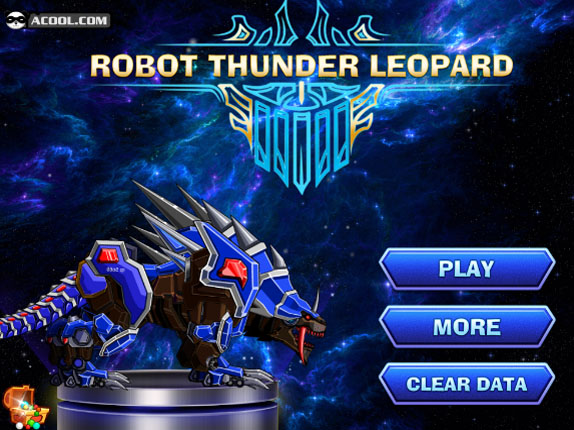 ACOOL.COM
ROBOT THUNDER LEOPARD
PLAY
MORE
CLEAR DATA